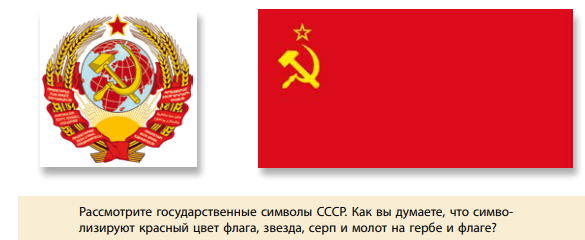 Рассмотрите государственные символы СССР. Как вы думаете, что симво-
лизируют красный цвет флага, звезда, серп и молот на гербе и флаге?